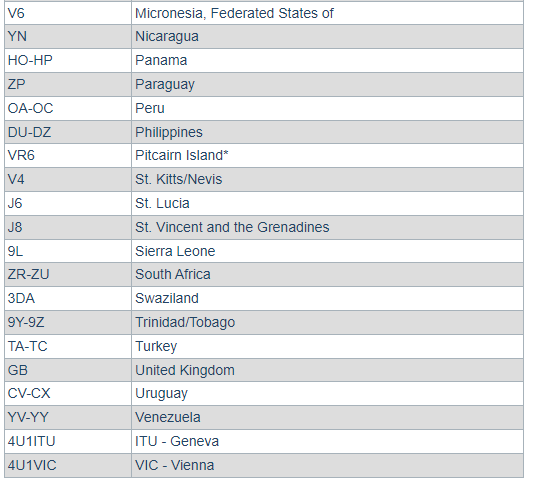 V6 Micronesia, Federated States of
YN Nicaragua
HO-HP Panama
ZP Paraguay
OA-OC Peru
DU-DZ Philippines
VR6 Pitcairn Island*
V4 St. Kitts/Nevis
J6 St. Lucia
J8 St. Vincent and the Grenadines
9L Sierra Leone
ZR-ZU South Africa
3DA Swaziland
9Y-9Z Trinidad/Tobago
TA-TC Turkey
GB United Kingdom
CV-CX Uruguay
YV-YY Venezuela
4U1ITU ITU - Geneva
4U1VIC VIC - Vienna